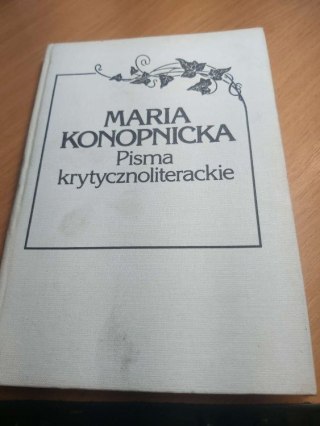 MARIA
KONOPNICKA
Pisma
krytycznoliterackie